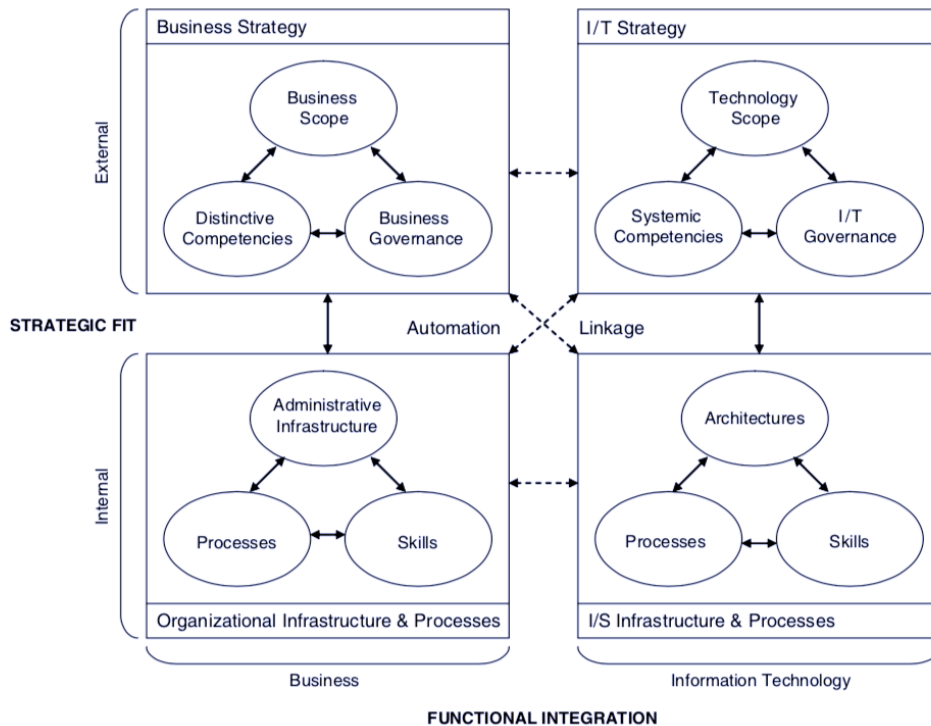 Business Strategy
I/T Strategy
Business
Scope
Technology
Scope
External
Distinctive
Competencies
Business
Governance
Systemic
Competencies
I/T
Governance
STRATEGIC FIT
Automation
Linkage
Administrative
Infrastructure
Architectures
Internal
Processes
Skills
Processes
Skills
Organizational Infrastructure & Processes
I/S Infrastructure & Processes
Business
Information Technology
FUNCTIONAL INTEGRATION